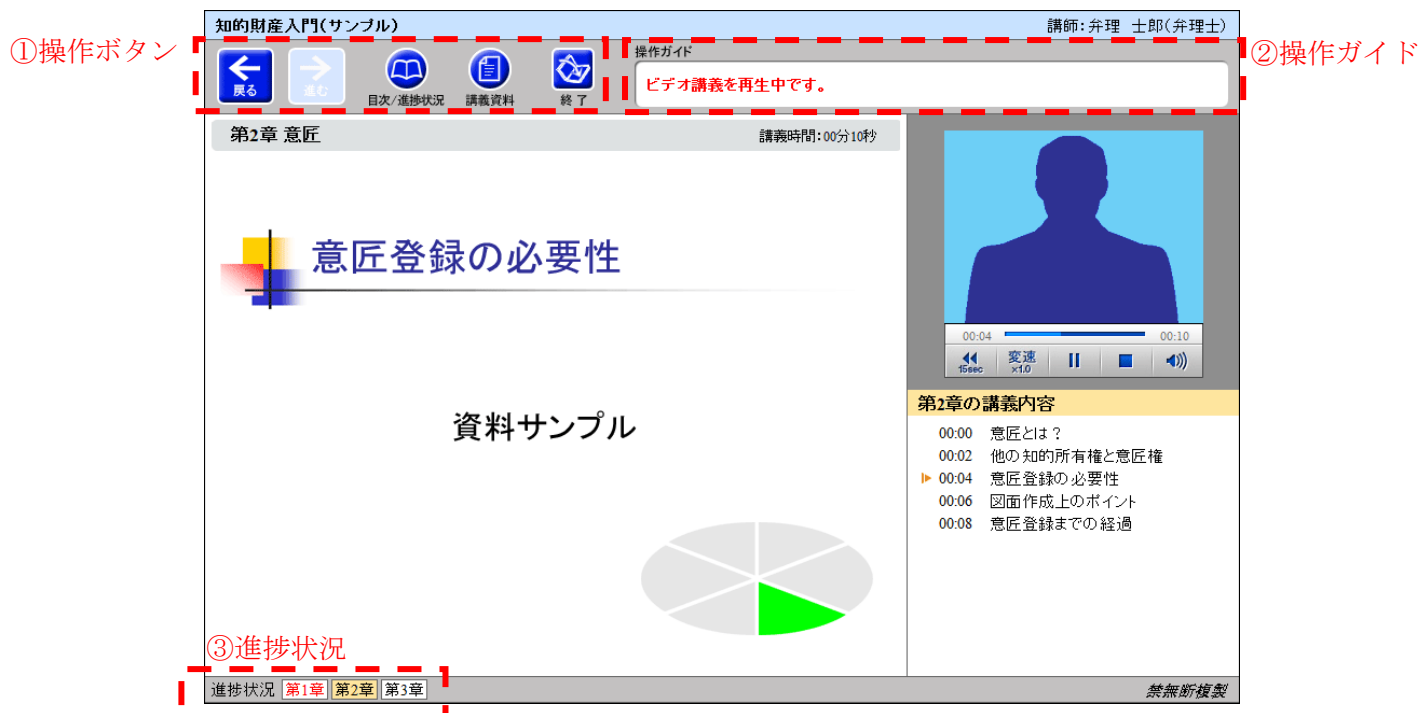 知的財産入門(サンプル)
講師:弁理 士郎(弁理士)
①操作ボタン
戻る
進む
目次/進捗状況
講義資料
終了
操作ガイド
ビデオ講義を再生中です。
②操作ガイド
第2章 意匠
講義時間:00分10秒
意匠登録の必要性
資料サンプル
00:04
00:10
15sec
変速
×1.0
第2章の講義内容
00:00 意匠とは?
00:02 他の知的所有権と意匠権
00:04 意匠登録の必要性
00:06 図面作成上のポイント
00:08 意匠登録までの経過
③進捗状況
進捗状況 第1章 第2章 第3章
禁無断複製